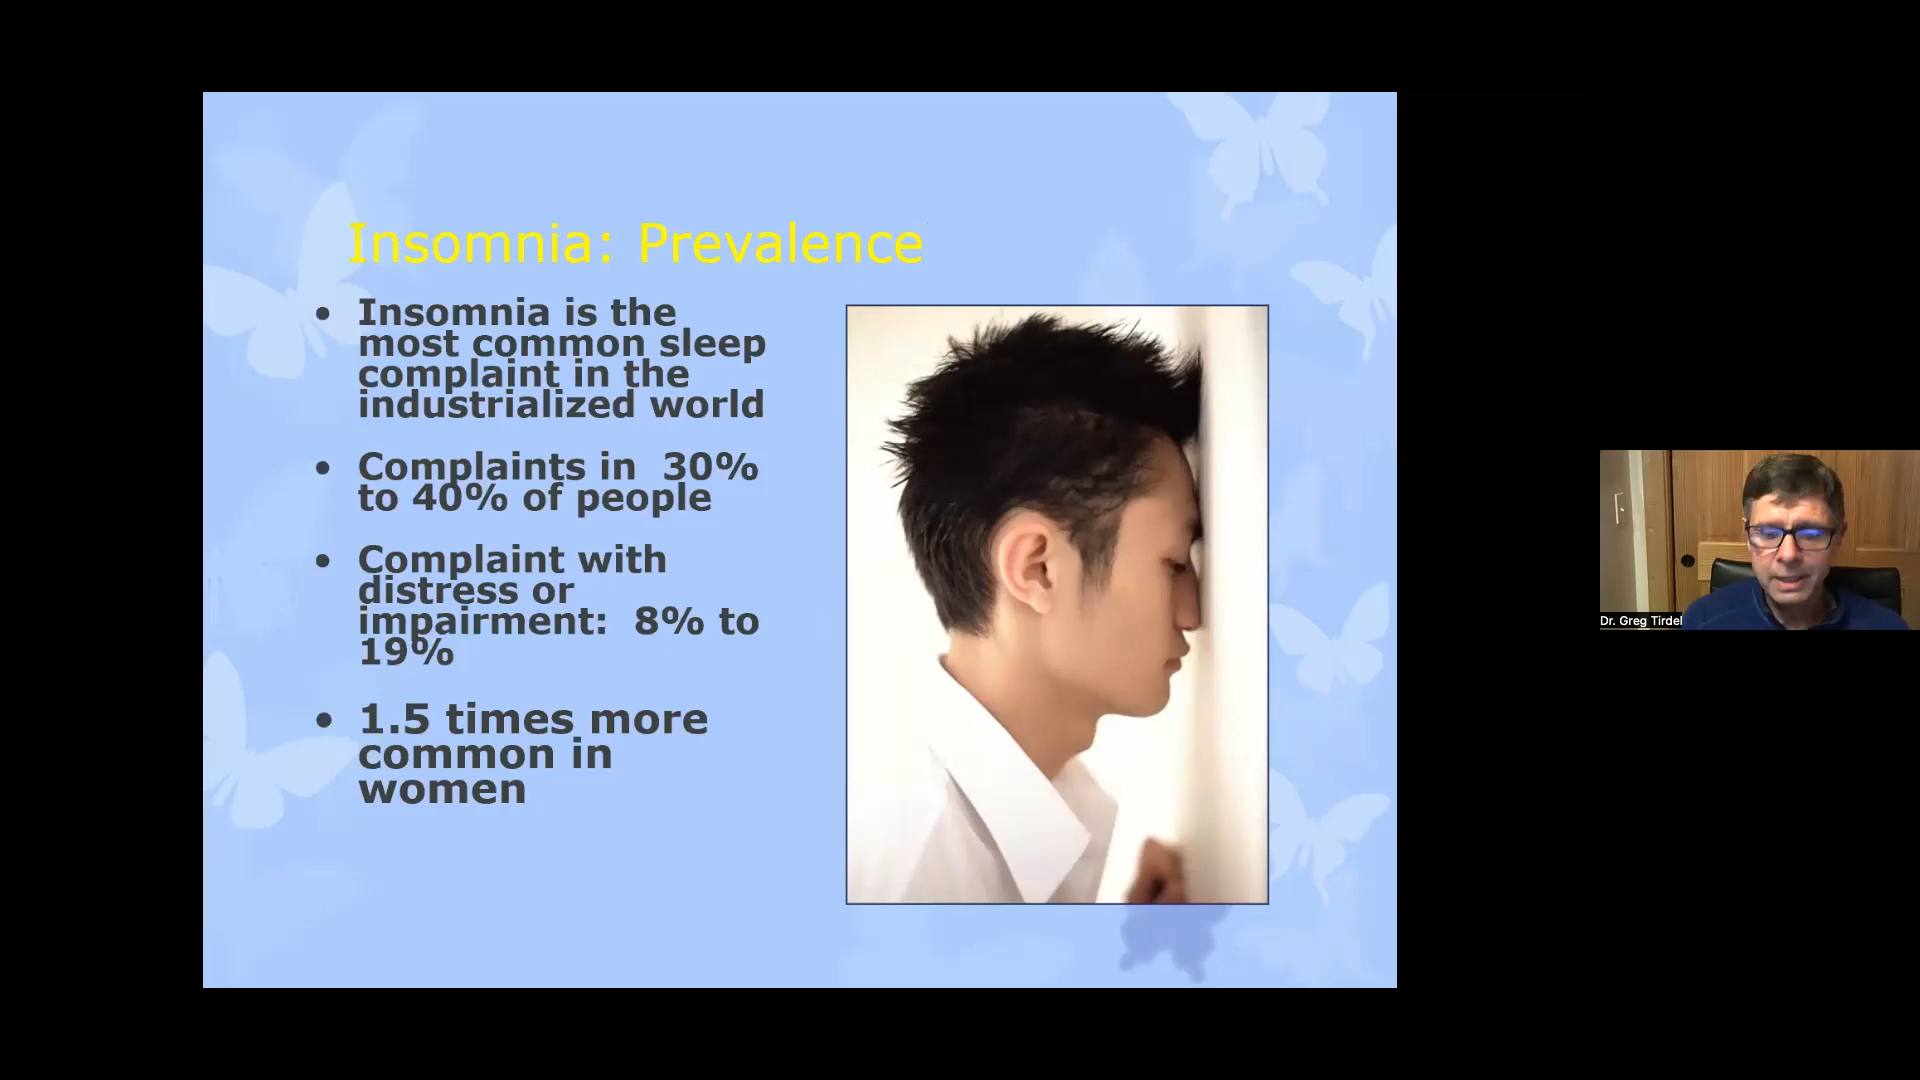 Insomnia: Prevalence
• Insomnia is the
most common sleep
complaint in the
industrialized world
• Complaints in  30%
to 40% of people
• Complaint with
distress or
impairment:  8% to
19%
• 1.5 times more
common in
women
Dr. Greg Tirdel